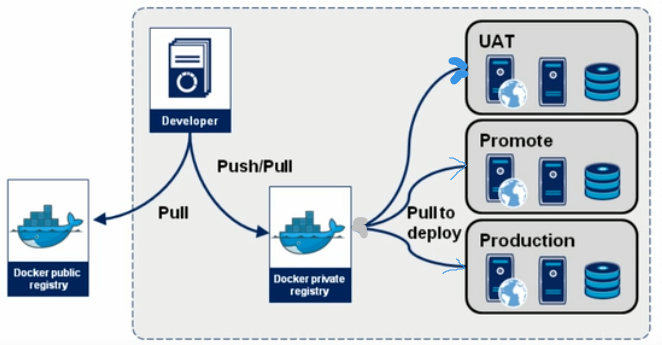 UAT
Developer
Promote
Push/Pull
Pull
Pull to
deploy
Production
Docker public
registry
Docker private
registry